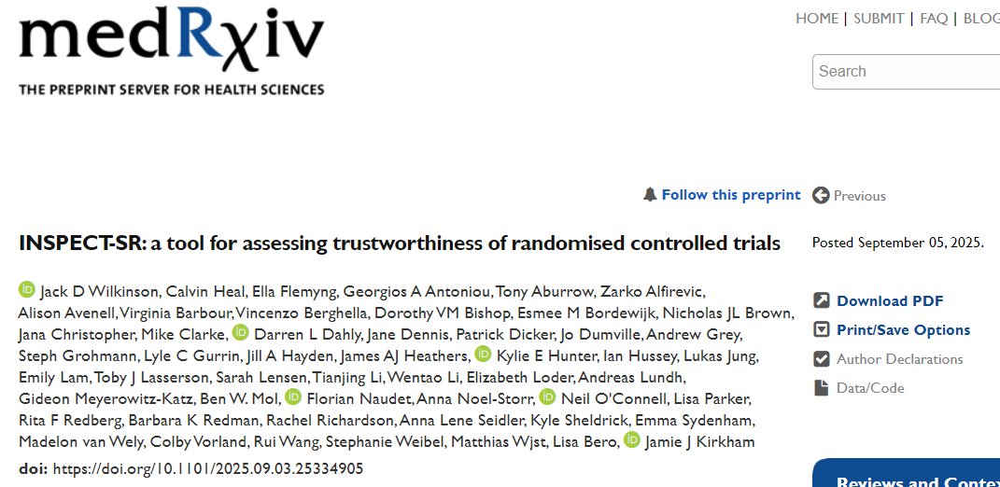 medRxiv
THE PREPRINT SERVER FOR HEALTH SCIENCES
HOME | SUBMIT | FAQ | BLOG
Search
Follow this preprint
Previous
INSPECT-SR: a tool for assessing trustworthiness of randomised controlled trials
Posted September 05, 2025.
iD Jack D Wilkinson, Calvin Heal, Ella Flemyng, Georgios A Antoniou, Tony Aburrow, Zarko Alfirevic,
Alison Avenell, Virginia Barbour, Vincenzo Berghella, Dorothy VM Bishop, Esmee M Bordewijk, Nicholas JL Brown,
Jana Christopher, Mike Clarke, iD Darren L Dahly, Jane Dennis, Patrick Dicker, Jo Dumville, Andrew Grey,
Steph Grohmann, Lyle C Gurrin, Jill A Hayden, James AJ Heathers, iD Kylie E Hunter, Ian Hussey, Lukas Jung,
Emily Lam, Toby J Lasserson, Sarah Lensen, Tianjing Li, Wentao Li, Elizabeth Loder, Andreas Lundh,
Gideon Meyerowitz-Katz, Ben W. Mol, iD Florian Naudet, Anna Noel-Storr, iD Neil O'Connell, Lisa Parker,
Rita F Redberg, Barbara K Redman, Rachel Richardson, Anna Lene Seidler, Kyle Sheldrick, Emma Sydenham,
Madelon van Wely, Colby Vorland, Rui Wang, Stephanie Weibel, Matthias Wjst, Lisa Bero, iD Jamie J Kirkham
doi: https://doi.org/10.1101/2025.09.03.25334905
Download PDF
Print/Save Options
Author Declarations
Data/Code
Reviews and Contex